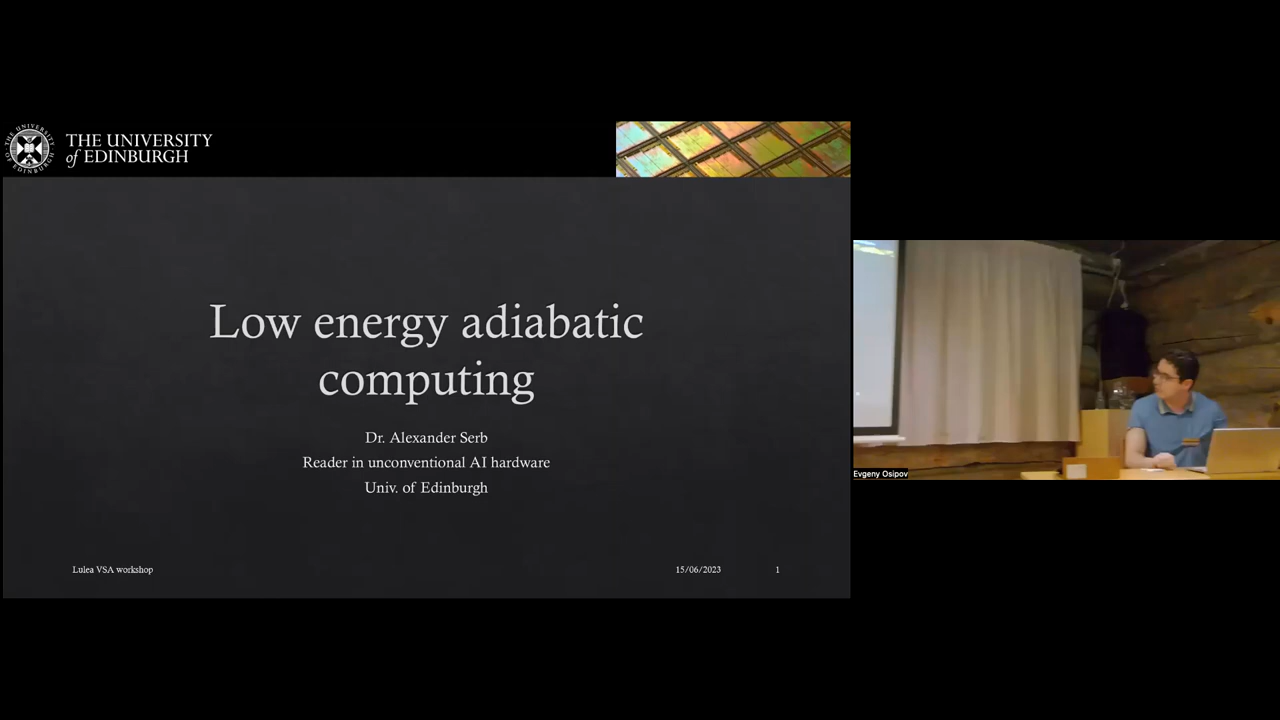 THE UNIVERSITY
of EDINBURGH
Low energy adiabatic
computing
Dr. Alexander Serb
Reader in unconventional AI hardware
Univ. of Edinburgh
Lulea VSA workshop
15/06/2023
1
Evgeny Osipov